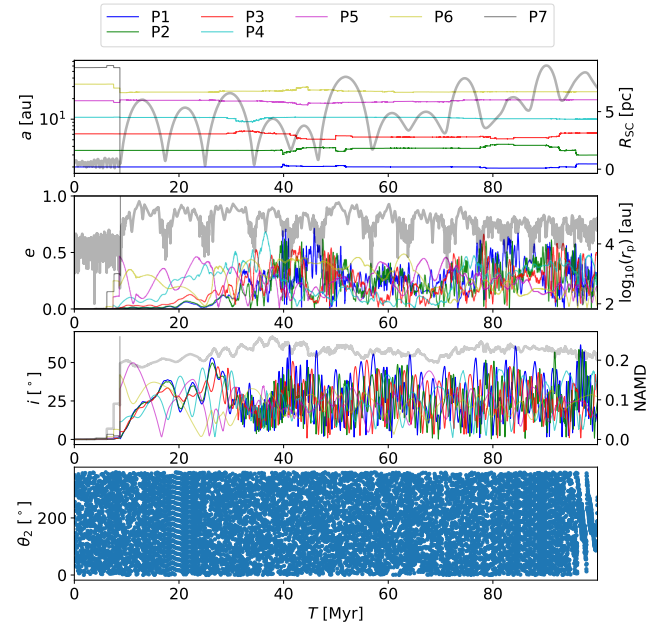 P1 P3 P5 P6 P7
P2 P4
10¹
a [au]
5
0
R_SC [pc]
1.0
0.5
0.0
e
4
2
log₁₀(r_p) [au]
50
25
0
i [°]
0.2
0.1
0.0
NAMD
200
0
θ₂ [°]
0 20 40 60 80
0 20 40 60 80
0 20 40 60 80
0 20 40 60 80
T [Myr]